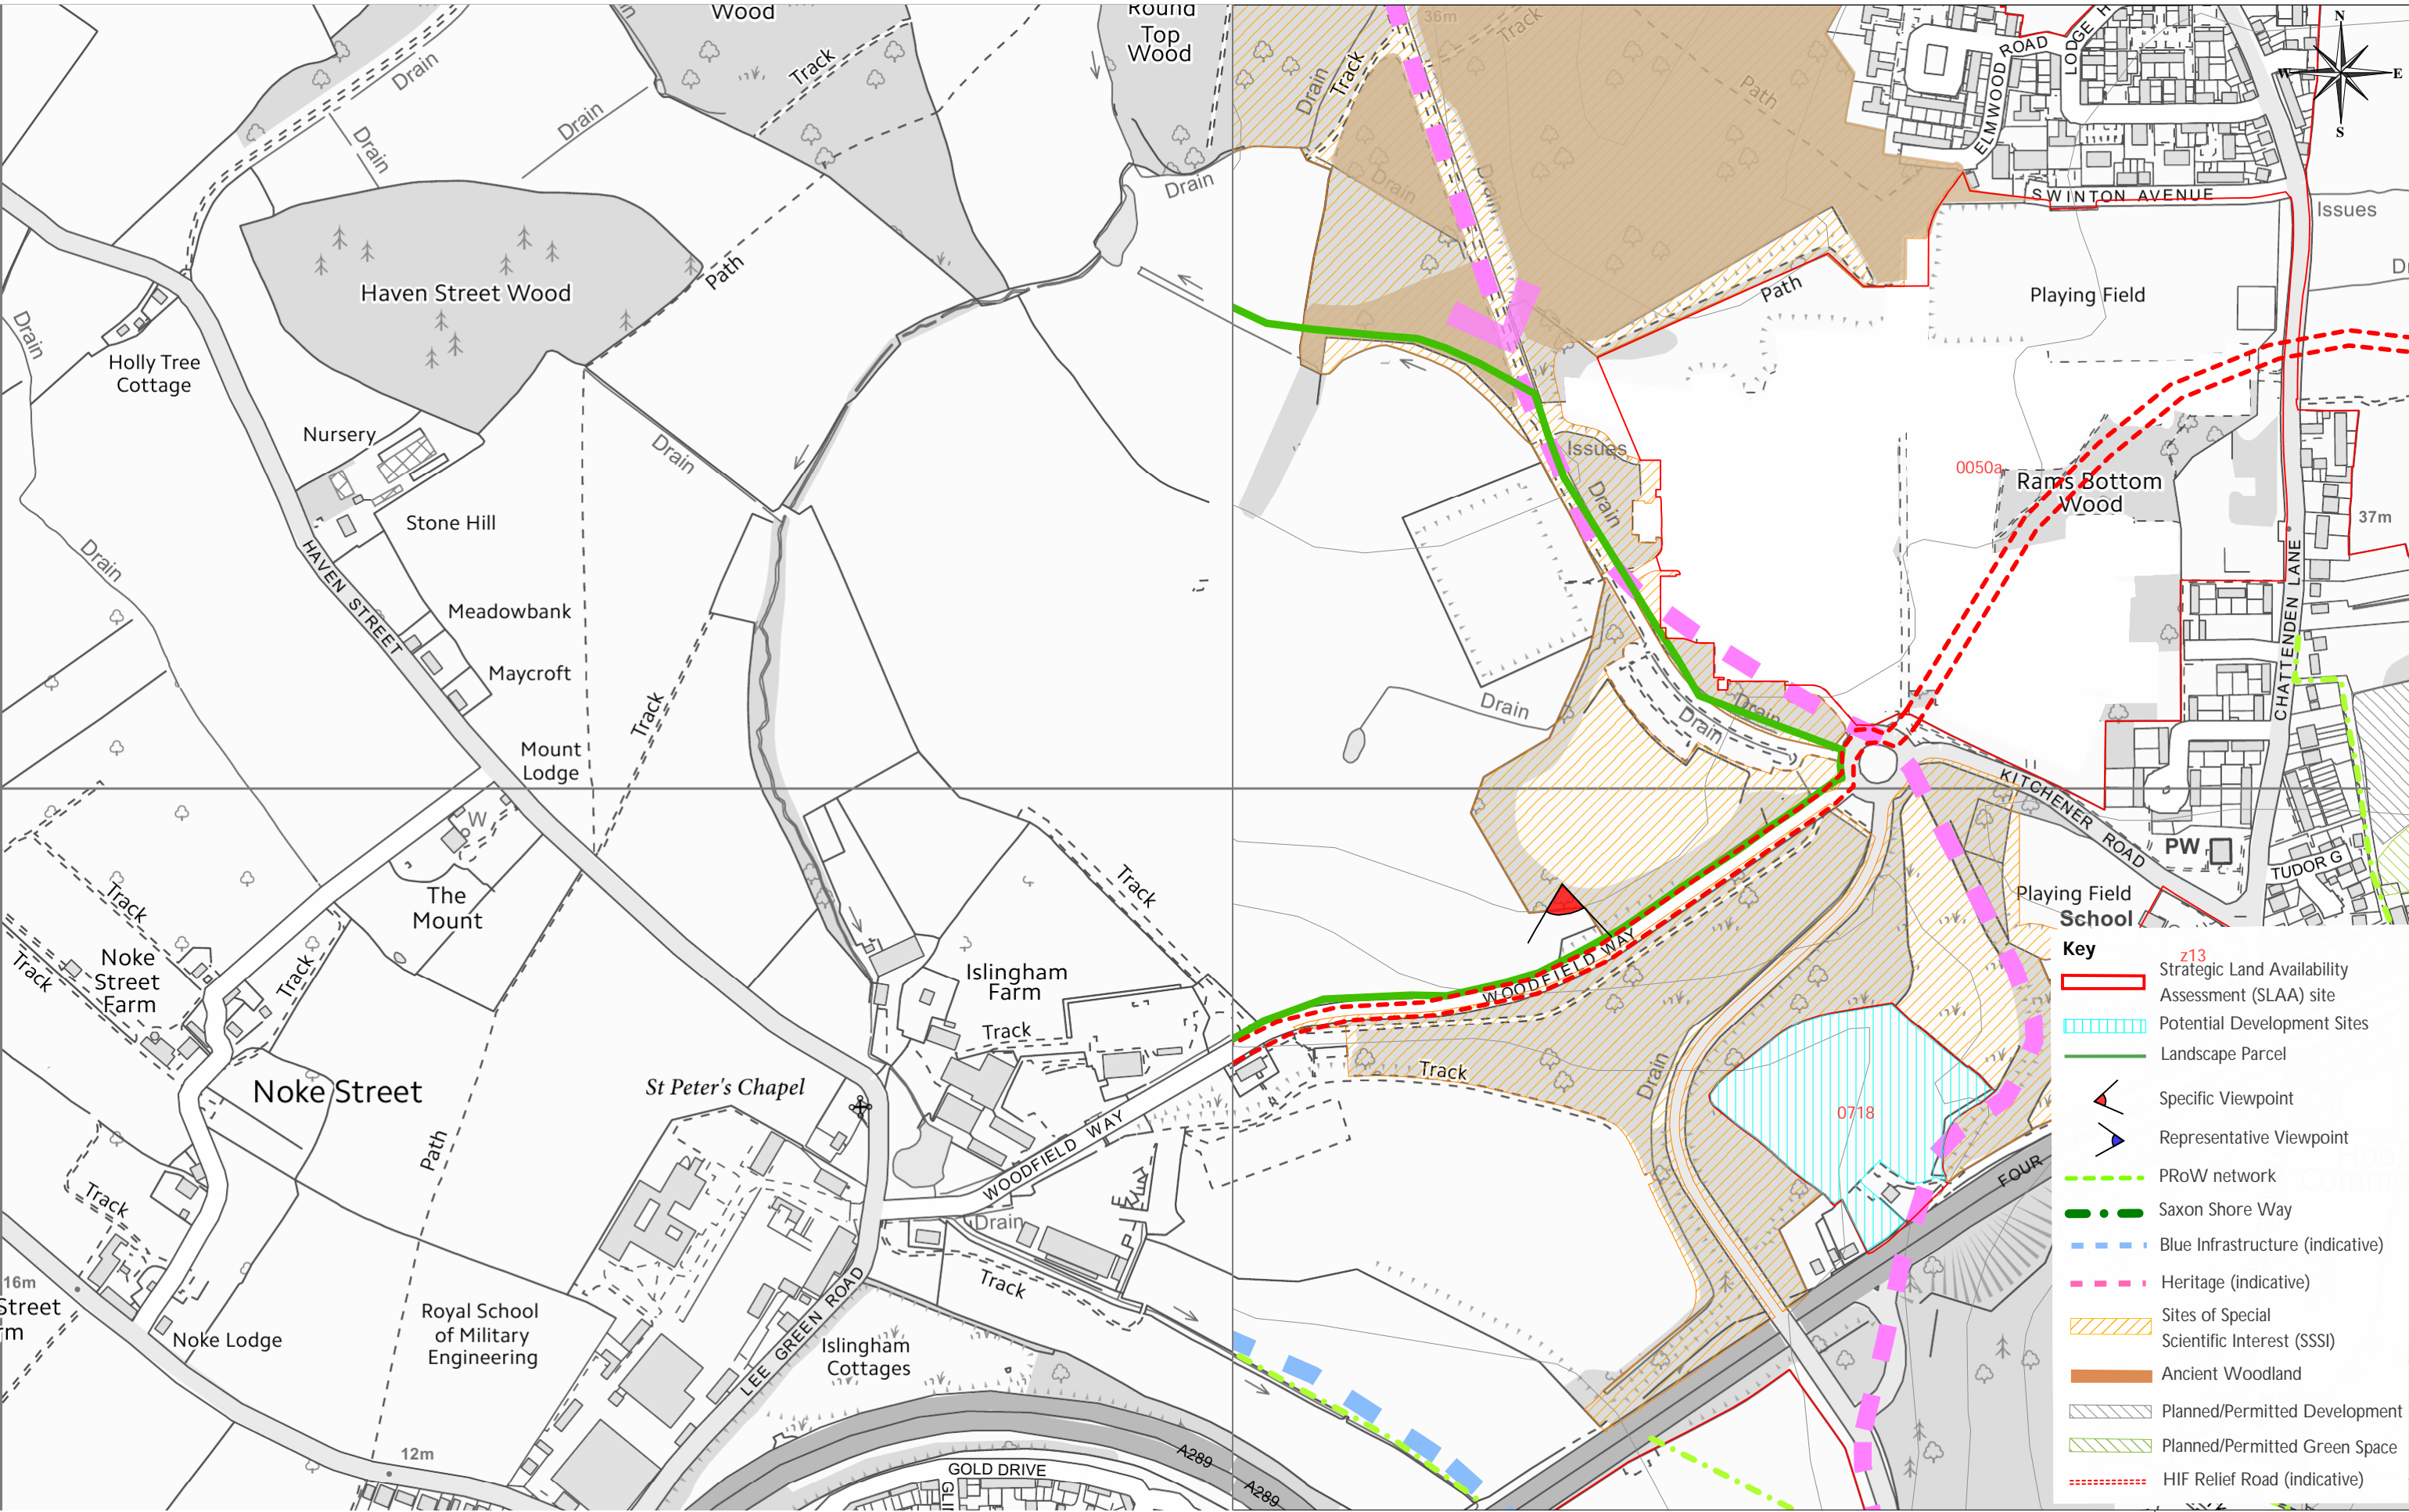 Wood
Round
Top
Wood
36m
Track
Track
Track
Drain
Drain
Drain
Drain
Drain
Path
Drain
Drain
ELMWOOD ROAD
N
W
E
S
SWINTON AVENUE
Issues
Haven Street Wood
Path
Path
Playing Field
Drain
Holly Tree
Cottage
Nursery
Drain
Issues
0050a
Rams Bottom
Wood
Stone Hill
Drain
37m
Drain
HAVEN STREET
Meadowbank
Maycroft
CHATTENDEN LANE
Track
Drain
Drain
Drain
Mount
Lodge
KITCHENER ROAD
W
PW
TUDOR G
The
Mount
Track
Track
Playing Field
School
WOODFIELD WAY
Noke
Street
Farm
Track
Track
Islingham
Farm
Track
Track
Drain
Noke Street
St Peter's Chapel
0718
Path
WOODFIELD WAY
FOUR
Track
Drain
Track
16m
Street
rm
Noke Lodge
Royal School
of Military
Engineering
LEE GREEN ROAD
Islingham
Cottages
12m
A289
A289
GOLD DRIVE
Key
z13
Strategic Land Availability
Assessment (SLAA) site
Potential Development Sites
Landscape Parcel
Specific Viewpoint
Representative Viewpoint
PRoW network
Saxon Shore Way
Blue Infrastructure (indicative)
Heritage (indicative)
Sites of Special
Scientific Interest (SSSI)
Ancient Woodland
Planned/Permitted Development
Planned/Permitted Green Space
HIF Relief Road (indicative)